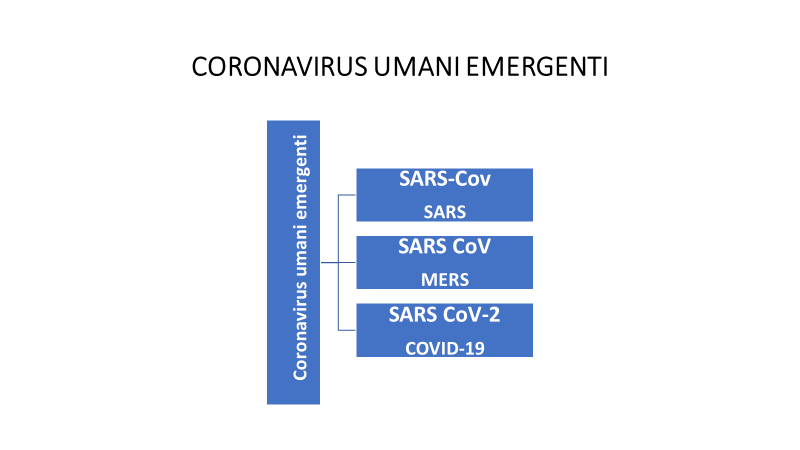 CORONAVIRUS UMANI EMERGENTI
Coronavirus umani emergenti
SARS-Cov
SARS
SARS CoV
MERS
SARS CoV-2
COVID-19